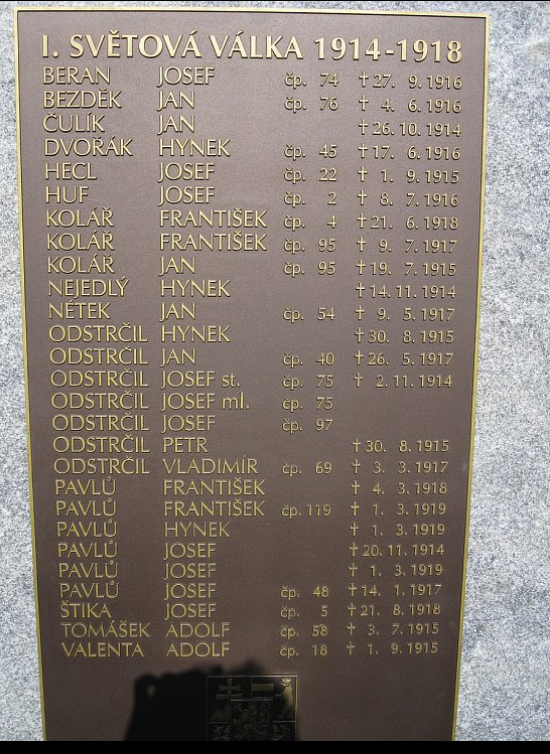 I. SVĚTOVÁ VÁLKA 1914-1918
BERAN JOSEF čp. 74 †27. 9. 1916
BEZDĚK JAN čp. 76 † 4. 6. 1916
ČULÍK JAN †26. 10. 1914
DVOŘÁK HYNEK čp. 45 †17. 6. 1916
HECL JOSEF čp. 22 † 1. 9. 1915
HUF JOSEF čp. 2 † 8. 7. 1916
KOLÁŘ FRANTIŠEK čp. 4 †21. 6. 1918
KOLÁŘ FRANTIŠEK čp. 95 † 9. 7. 1917
KOLÁŘ JAN čp. 95 †19. 7. 1915
NEJEDLÝ HYNEK †14. 11. 1914
NÉTEK JAN čp. 54 † 9. 5. 1917
ODSTRČIL HYNEK †30. 8. 1915
ODSTRČIL JAN čp. 40 †26. 5. 1917
ODSTRČIL JOSEF st. čp. 75 † 2. 11. 1914
ODSTRČIL JOSEF ml. čp. 75
ODSTRČIL JOSEF čp. 97
ODSTRČIL PETR †30. 8. 1915
ODSTRČIL VLADIMÍR čp. 69 † 3. 3. 1917
PAVLŮ FRANTIŠEK † 4. 3. 1918
PAVLŮ FRANTIŠEK čp. 119 † 1. 3. 1919
PAVLŮ HYNEK † 1. 3. 1919
PAVLŮ JOSEF †20. 11. 1914
PAVLŮ JOSEF † 1. 3. 1919
PAVLŮ JOSEF čp. 48 †14. 1. 1917
ŠTIKA JOSEF čp. 5 †21. 8. 1918
TOMÁŠEK ADOLF čp. 58 † 3. 7. 1915
VALENTA ADOLF čp. 18 † 1. 9. 1915